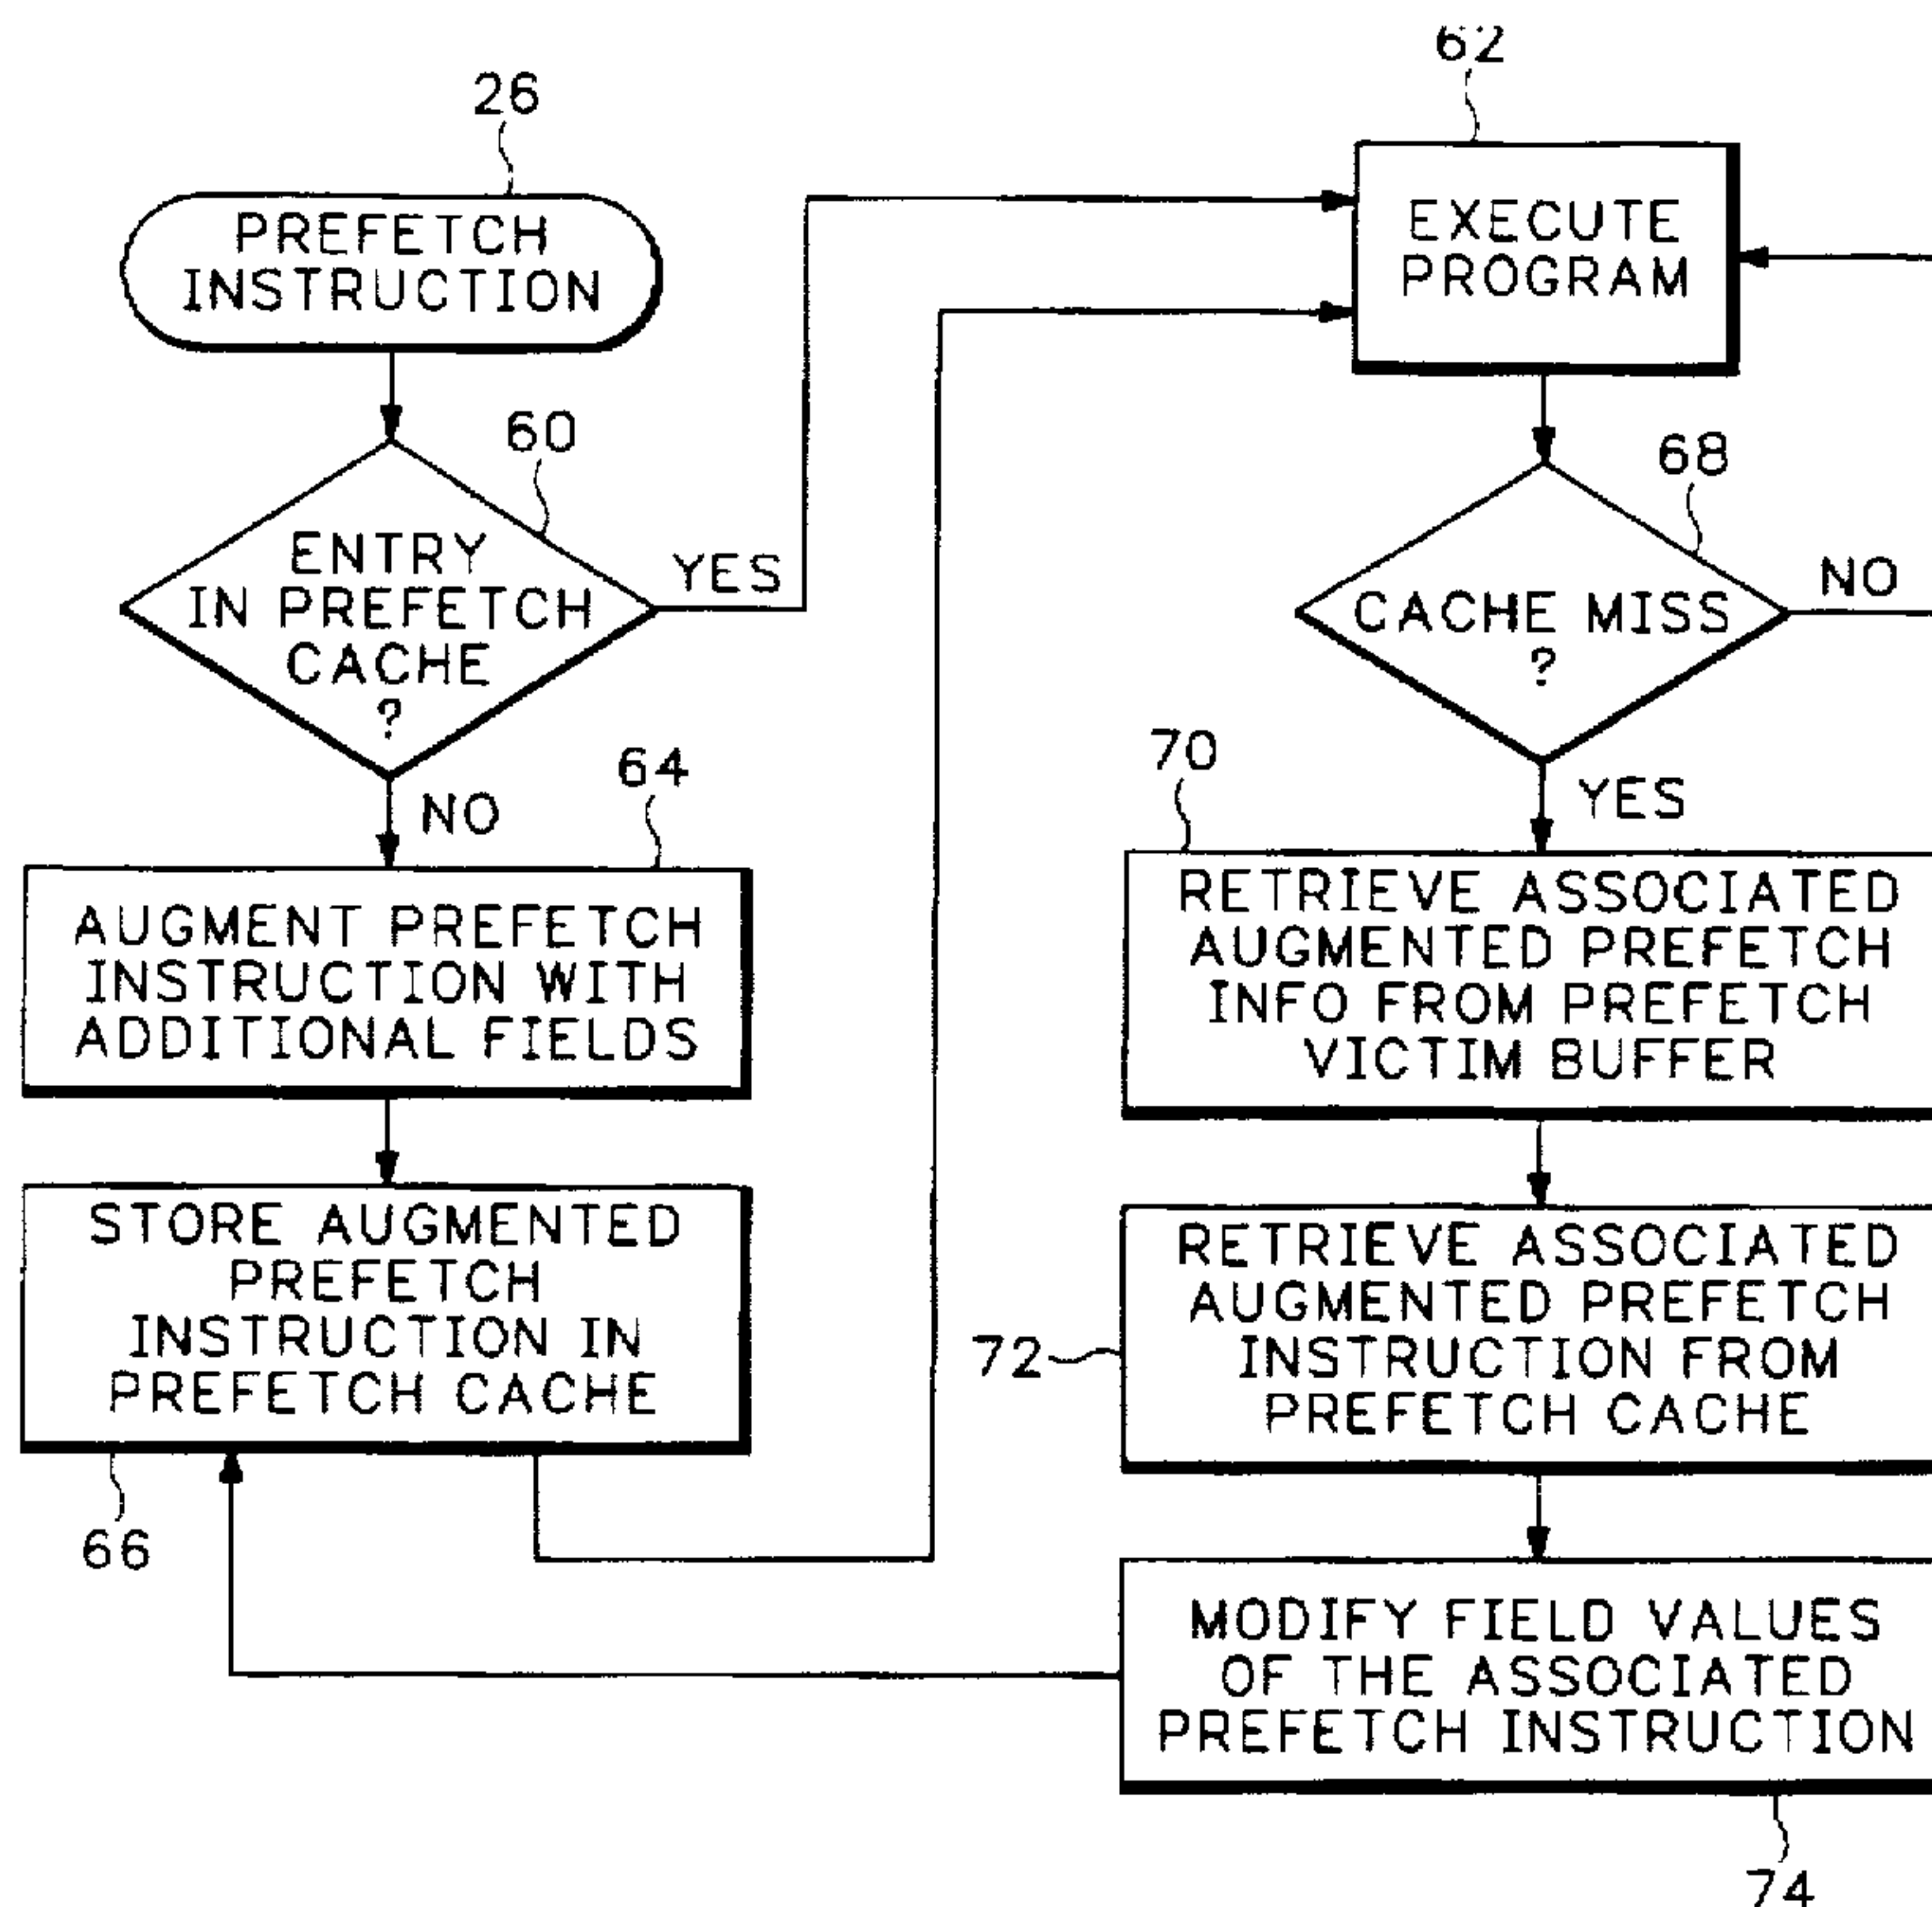 26
PREFETCH
INSTRUCTION
60
ENTRY
IN PREFETCH
CACHE
?
YES
NO
64
AUGMENT PREFETCH
INSTRUCTION WITH
ADDITIONAL FIELDS
STORE AUGMENTED
PREFETCH
INSTRUCTION IN
PREFETCH CACHE
66
62
EXECUTE
PROGRAM
68
CACHE MISS
?
NO
YES
70
RETRIEVE ASSOCIATED
AUGMENTED PREFETCH
INFO FROM PREFETCH
VICTIM BUFFER
72
RETRIEVE ASSOCIATED
AUGMENTED PREFETCH
INSTRUCTION FROM
PREFETCH CACHE
MODIFY FIELD VALUES
OF THE ASSOCIATED
PREFETCH INSTRUCTION
74